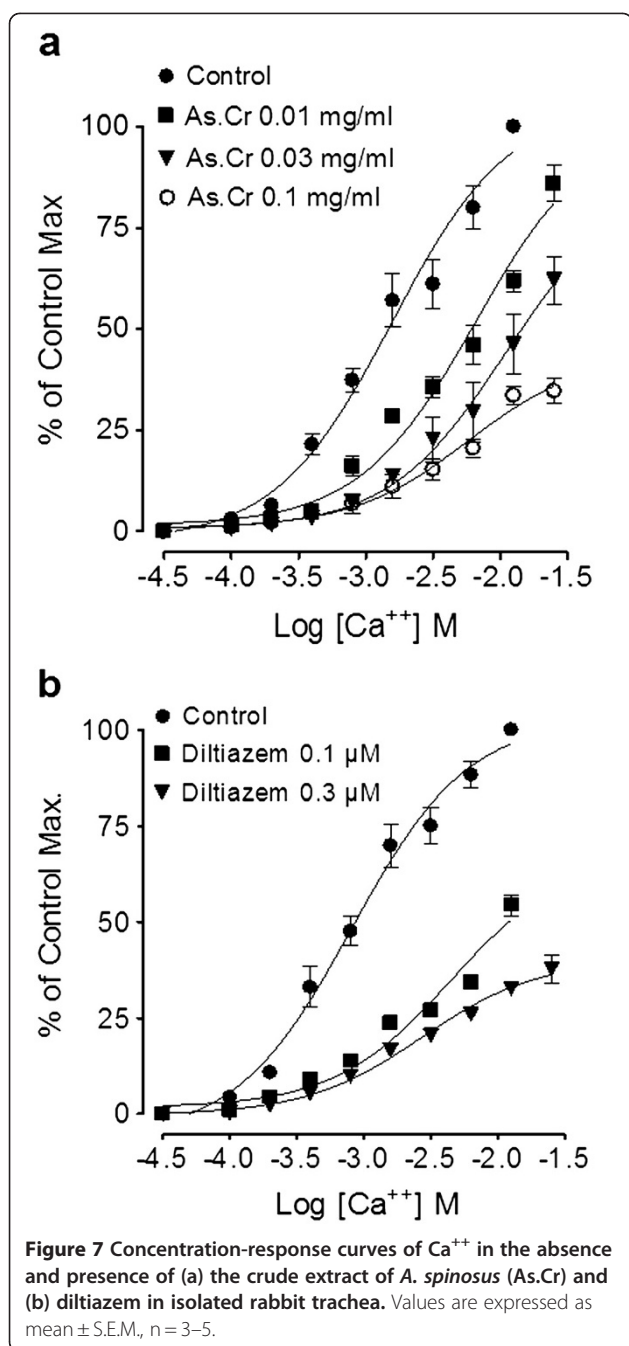 a
Control
As.Cr 0.01 mg/ml
As.Cr 0.03 mg/ml
As.Cr 0.1 mg/ml
100
75
50
25
0
% of Control Max
-4.5 -4.0 -3.5 -3.0 -2.5 -2.0 -1.5
Log [Ca⁺⁺] M
b
Control
Diltiazem 0.1 µM
Diltiazem 0.3 µM
100
75
50
25
0
% of Control Max.
-4.5 -4.0 -3.5 -3.0 -2.5 -2.0 -1.5
Log [Ca⁺⁺] M
Figure 7 Concentration-response curves of Ca⁺⁺ in the absence
and presence of (a) the crude extract of A. spinosus (As.Cr) and
(b) diltiazem in isolated rabbit trachea. Values are expressed as
mean ± S.E.M., n = 3–5.